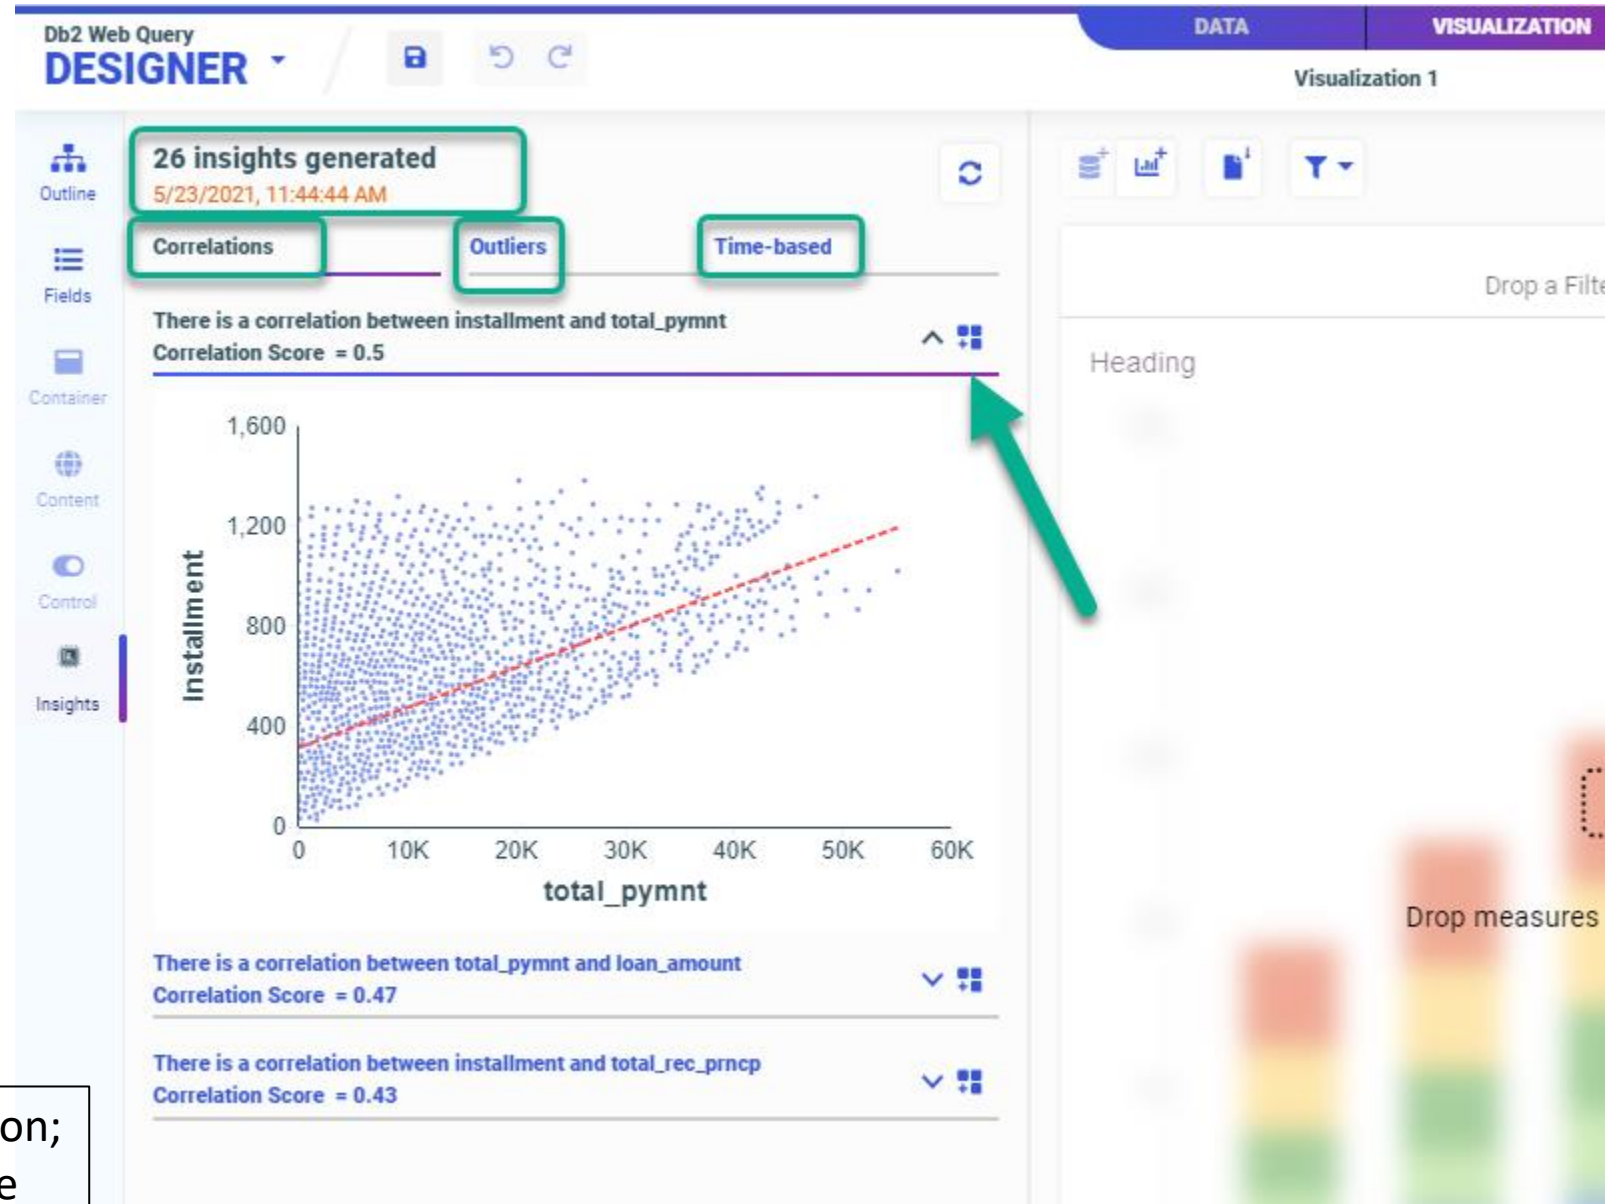 Db2 Web Query
DESIGNER
DATA
VISUALIZATION
Visualization 1
Outline
Fields
Container
Content
Control
Insights
26 insights generated
5/23/2021, 11:44:44 AM
Correlations
Outliers
Time-based
There is a correlation between installment and total_pymnt
Correlation Score = 0.5
1,600
1,200
800
400
0
Installment
0 10K 20K 30K 40K 50K 60K
total_pymnt
There is a correlation between total_pymnt and loan_amount
Correlation Score = 0.47
There is a correlation between installment and total_rec_prncp
Correlation Score = 0.43
Drop a Filte
Heading
Drop measures
on;
e